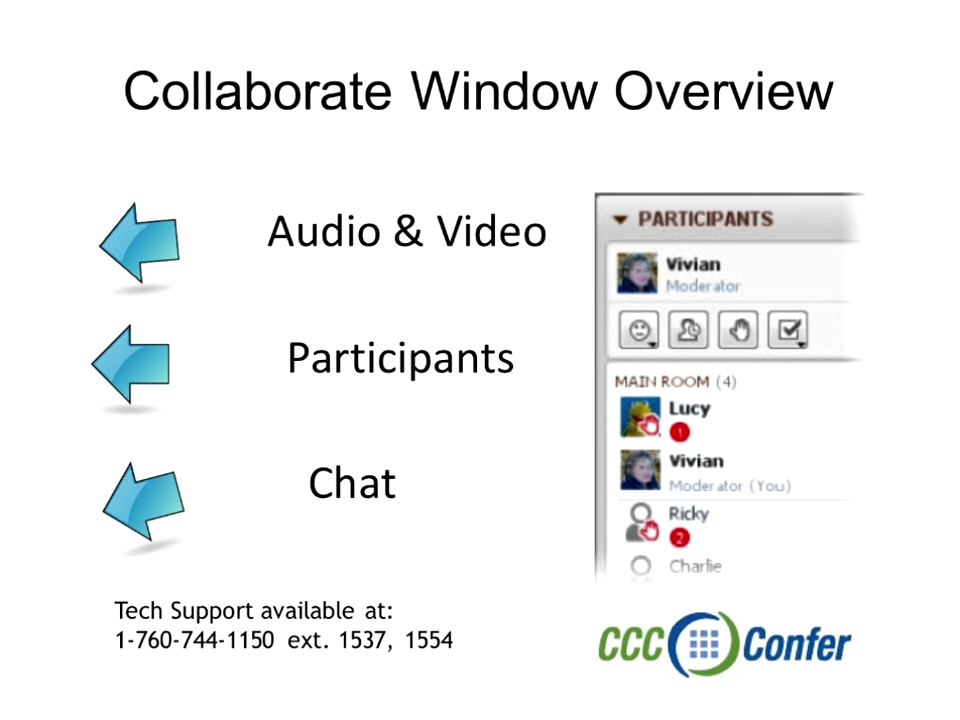 Collaborate Window Overview
Audio & Video
Participants
Chat
PARTICIPANTS
Vivian
Moderator
MAIN ROOM (4)
Lucy
1
Vivian
Moderator (You)
Ricky
2
Charlie
Tech Support available at:
1-760-744-1150 ext. 1537, 1554
CCC Confer